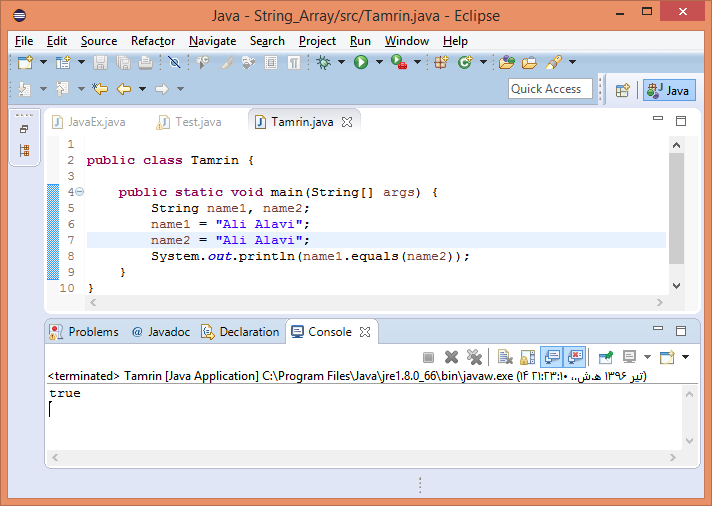 Java - String_Array/src/Tamrin.java - Eclipse
File Edit Source Refactor Navigate Search Project Run Window Help
Quick Access
Java
JavaEx.java Test.java Tamrin.java
1
2 public class Tamrin {
3
4 public static void main(String[] args) {
5 String name1, name2;
6 name1 = "Ali Alavi";
7 name2 = "Ali Alavi";
8 System.out.println(name1.equals(name2));
9 }
10 }
Problems @ Javadoc Declaration Console
<terminated> Tamrin [Java Application] C:\Program Files\Java\jre1.8.0_66\bin\javaw.exe (۱۴ تیر ۱۳۹۶ ه‍.ش.،‏ ۲۱:۲۳:۱۰)
true